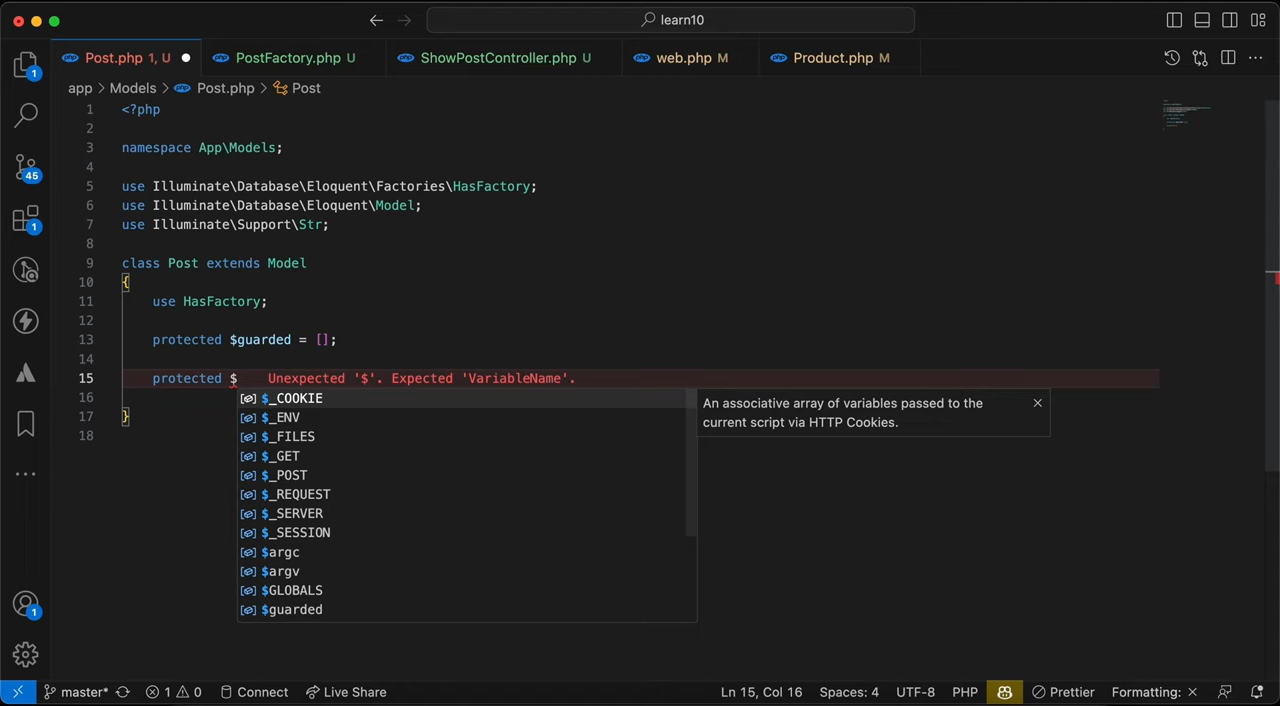 learn10
Post.php 1, U
PostFactory.php U
ShowPostController.php U
web.php M
Product.php M
app > Models > Post.php > Post
1 <?php
2
3 namespace App\Models;
4
5 use Illuminate\Database\Eloquent\Factories\HasFactory;
6 use Illuminate\Database\Eloquent\Model;
7 use Illuminate\Support\Str;
8
9 class Post extends Model
10 {
11 use HasFactory;
12
13 protected $guarded = [];
14
15 protected $ Unexpected '$'. Expected 'VariableName'.
16
17 }
18
$_COOKIE
$_ENV
$_FILES
$_GET
$_POST
$_REQUEST
$_SERVER
$_SESSION
$argc
$argv
$GLOBALS
$guarded
An associative array of variables passed to the
current script via HTTP Cookies.
1
45
1
1
master* 1 0 Connect Live Share Ln 15, Col 16 Spaces: 4 UTF-8 PHP Prettier Formatting: ×